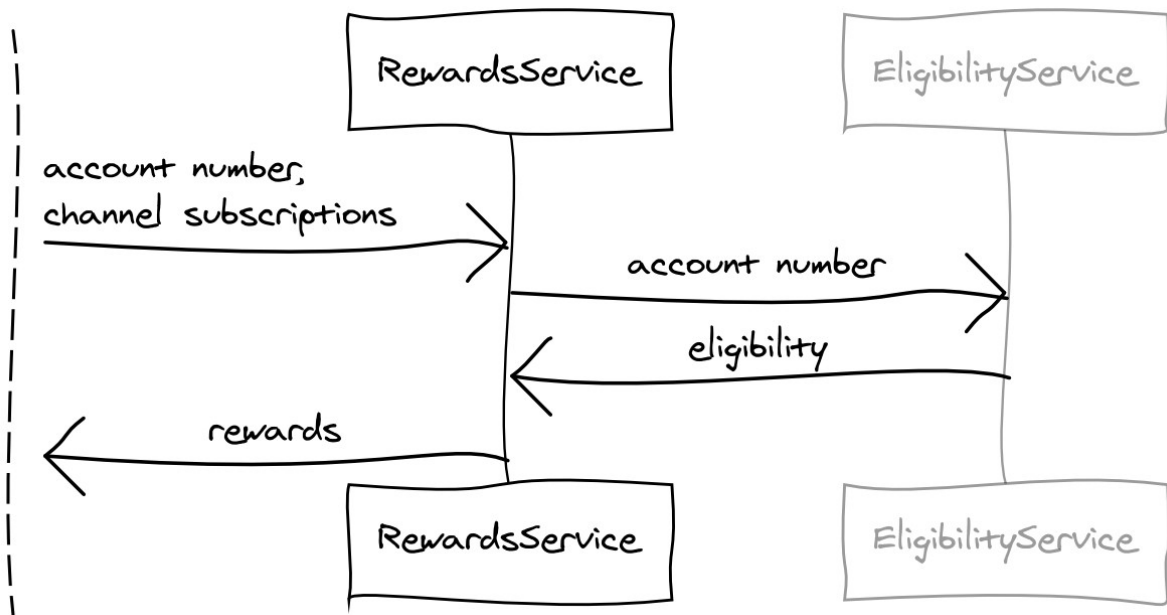 RewardsService
EligibilityService
account number,
channel subscriptions
account number
eligibility
rewards
RewardsService
EligibilityService